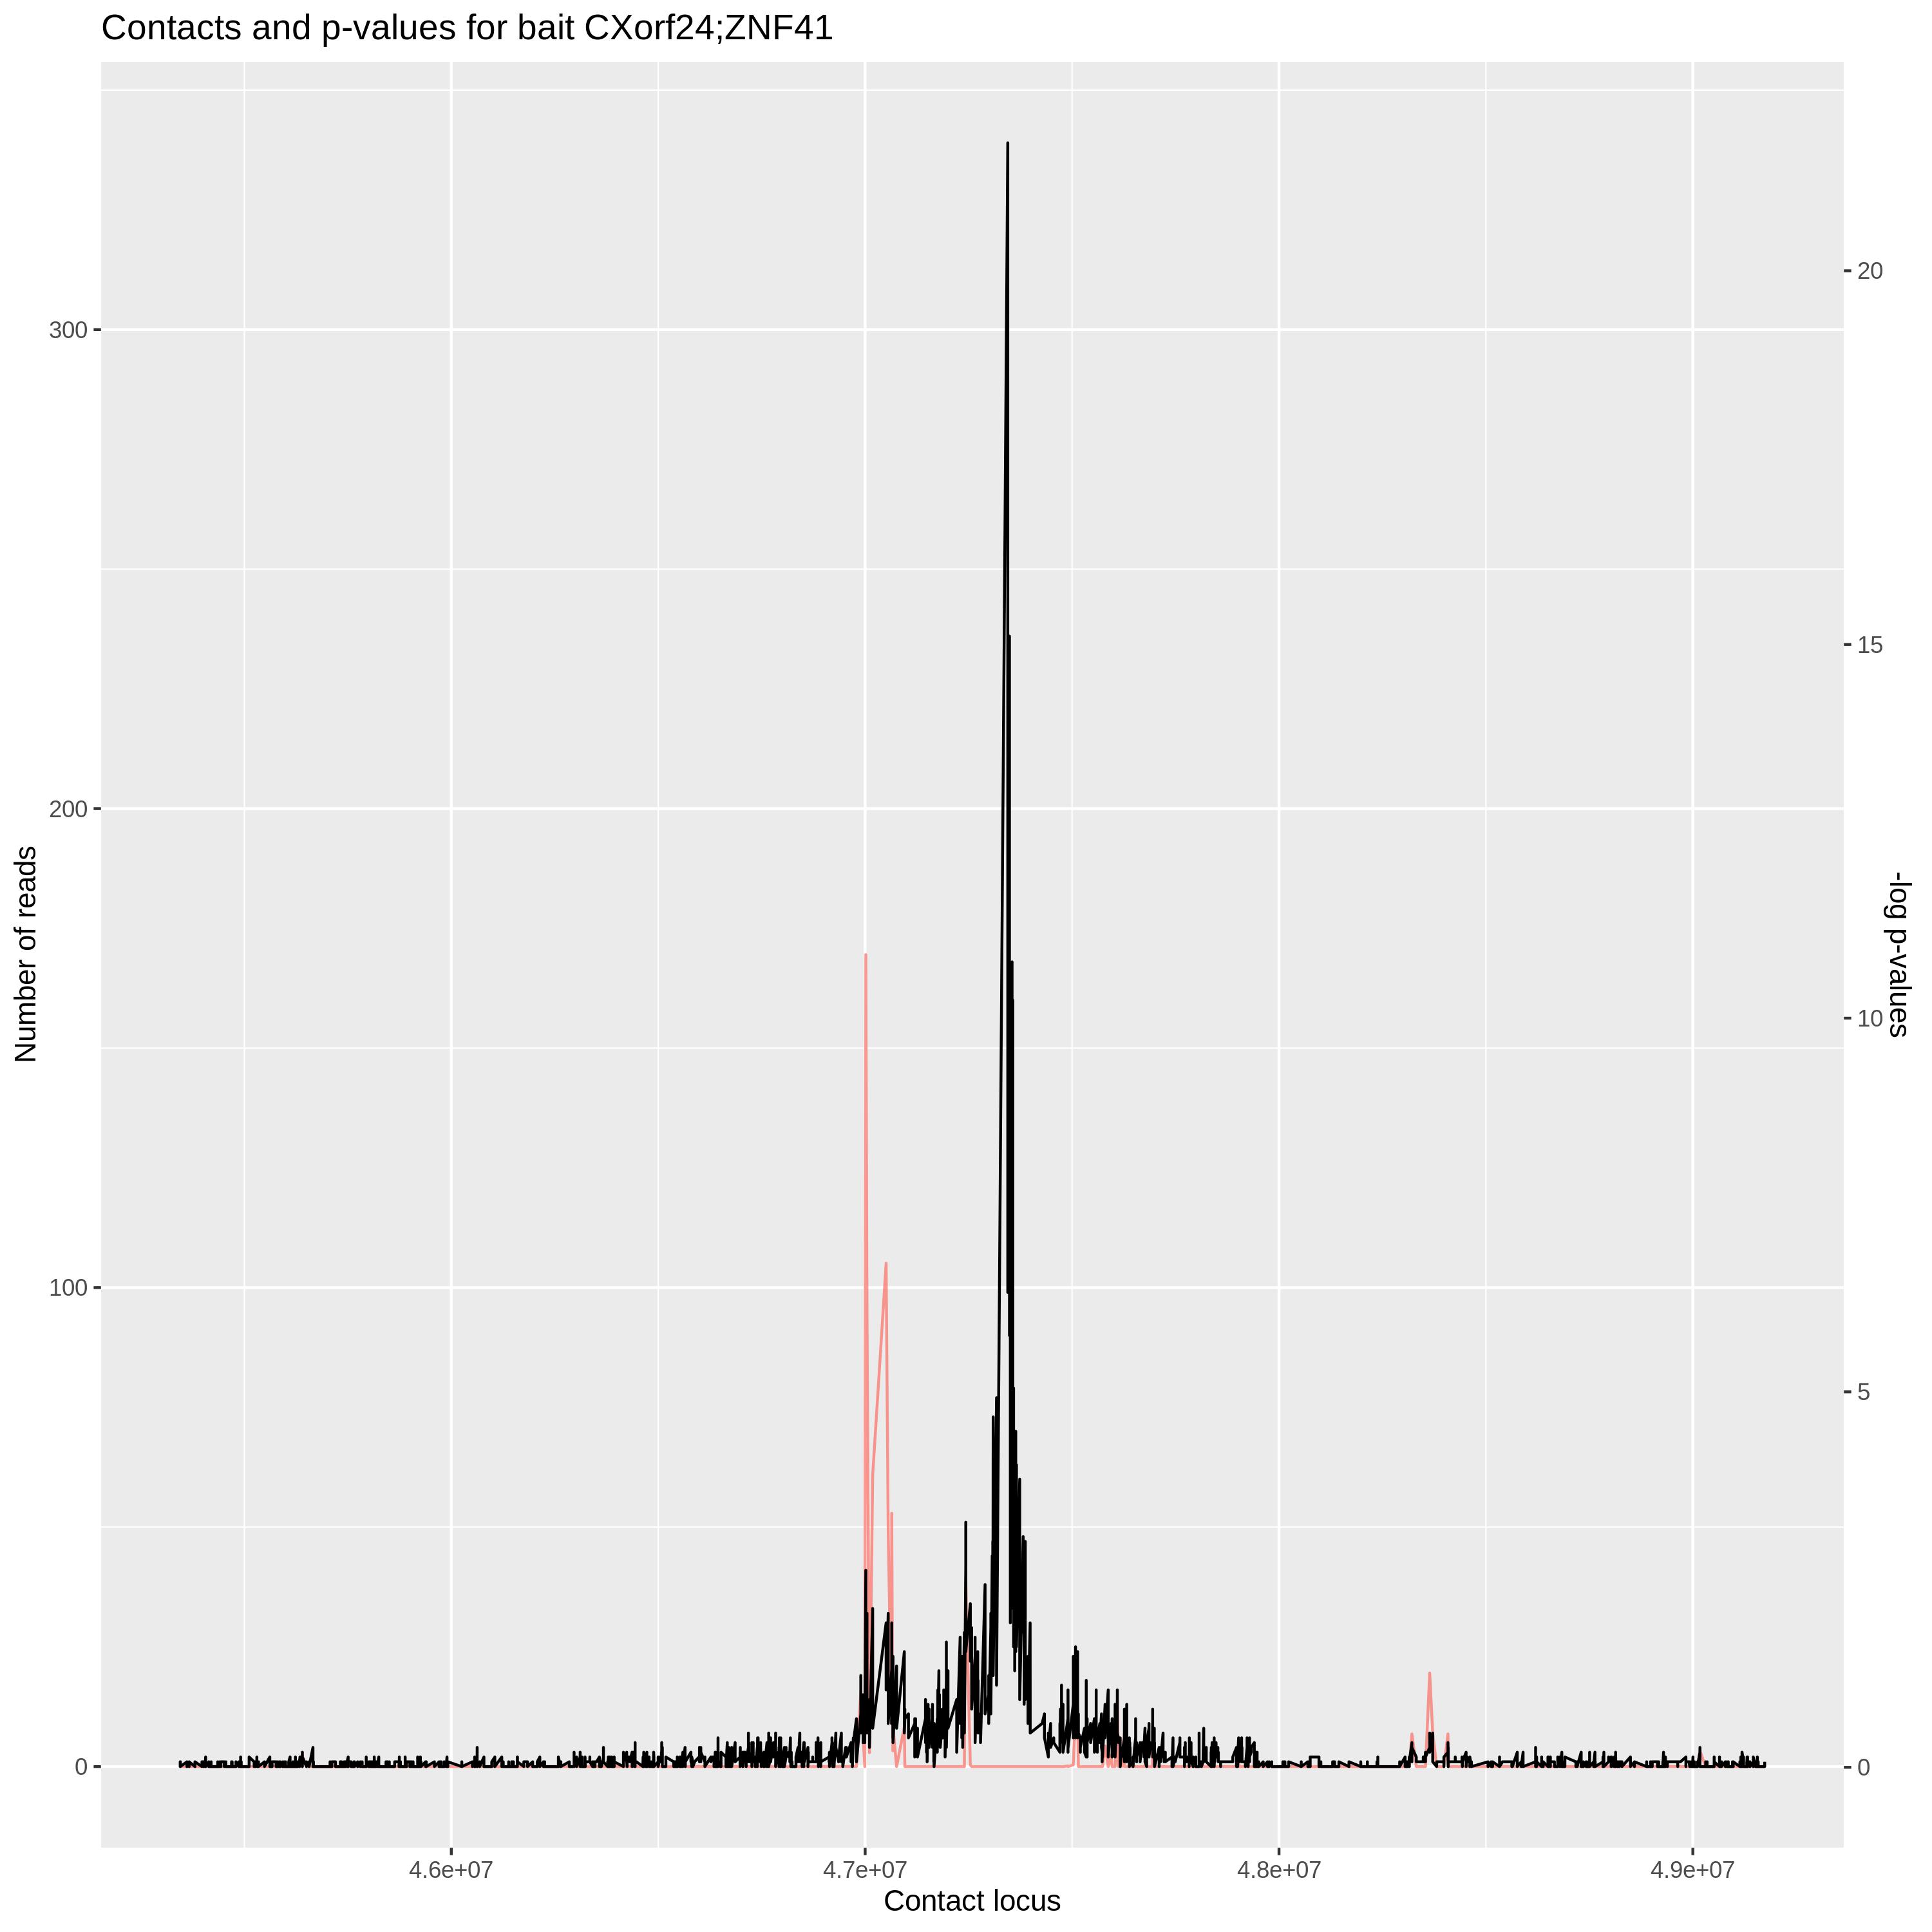 Contacts and p-values for bait CXorf24;ZNF41
300
200
100
0
Number of reads
20
15
10
5
0
-log p-values
4.6e+07
4.7e+07
4.8e+07
4.9e+07
Contact locus